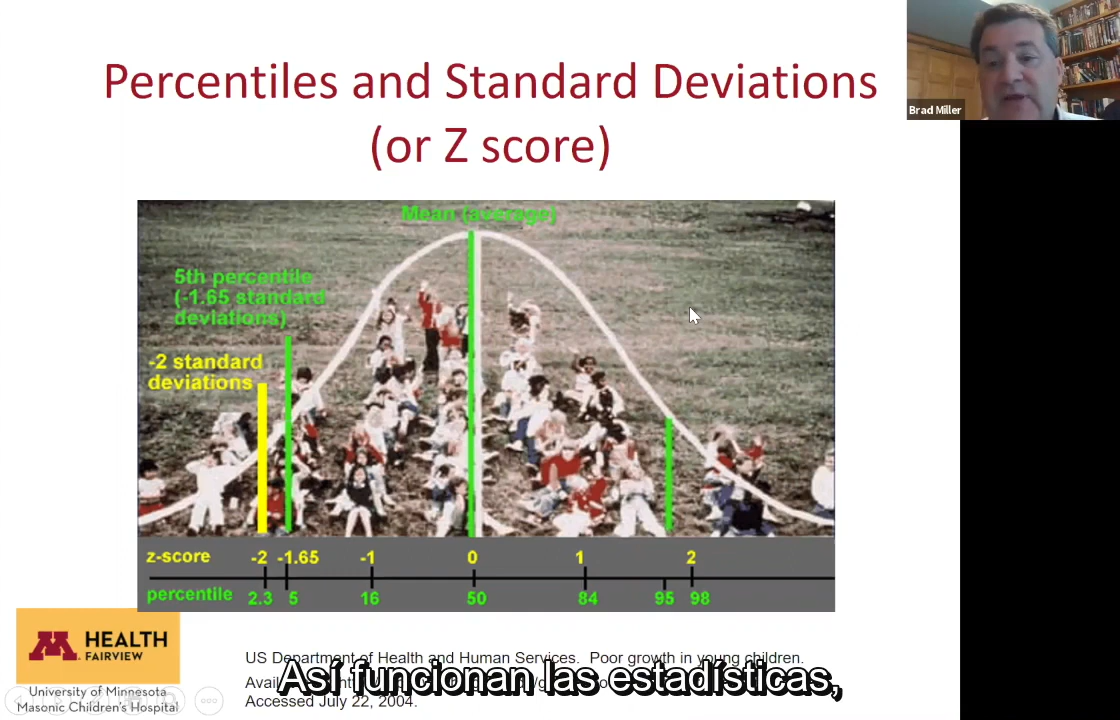 Percentiles and Standard Deviations
(or Z score)
Brad Miller
Mean (average)
5th percentile
(-1.65 standard
deviations)
-2 standard
deviations
z-score -2 -1.65 -1 0 1 2
percentile 2.3 5 16 50 84 95 98
M HEALTH
FAIRVIEW
University of Minnesota
Masonic Children's Hospital
US Department of Health and Human Services. Poor growth in young children.
Así funcionan las estadísticas,
Accessed July 22, 2004.